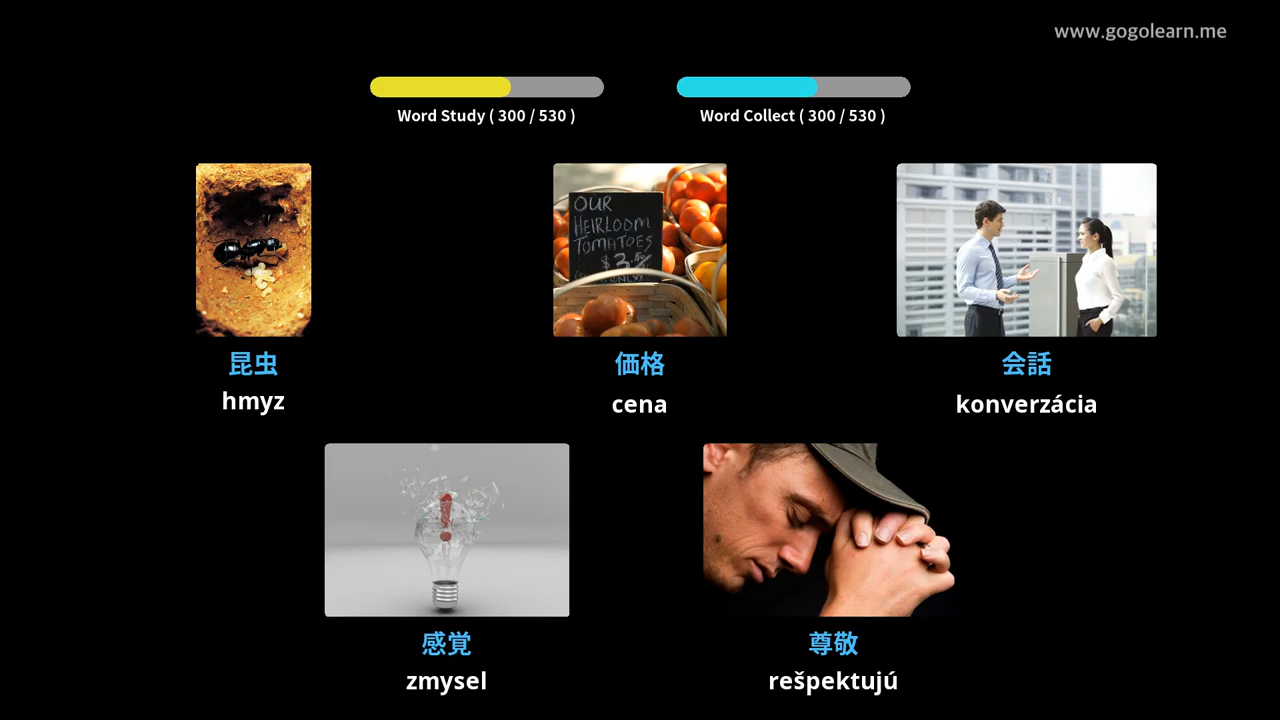 www.gogolearn.me
Word Study ( 300 / 530 )
Word Collect ( 300 / 530 )
OUR
HEIRLOOM
TOMATOES
昆虫
価格
会話
hmyz
cena
konverzácia
感覚
尊敬
zmysel
rešpektujú